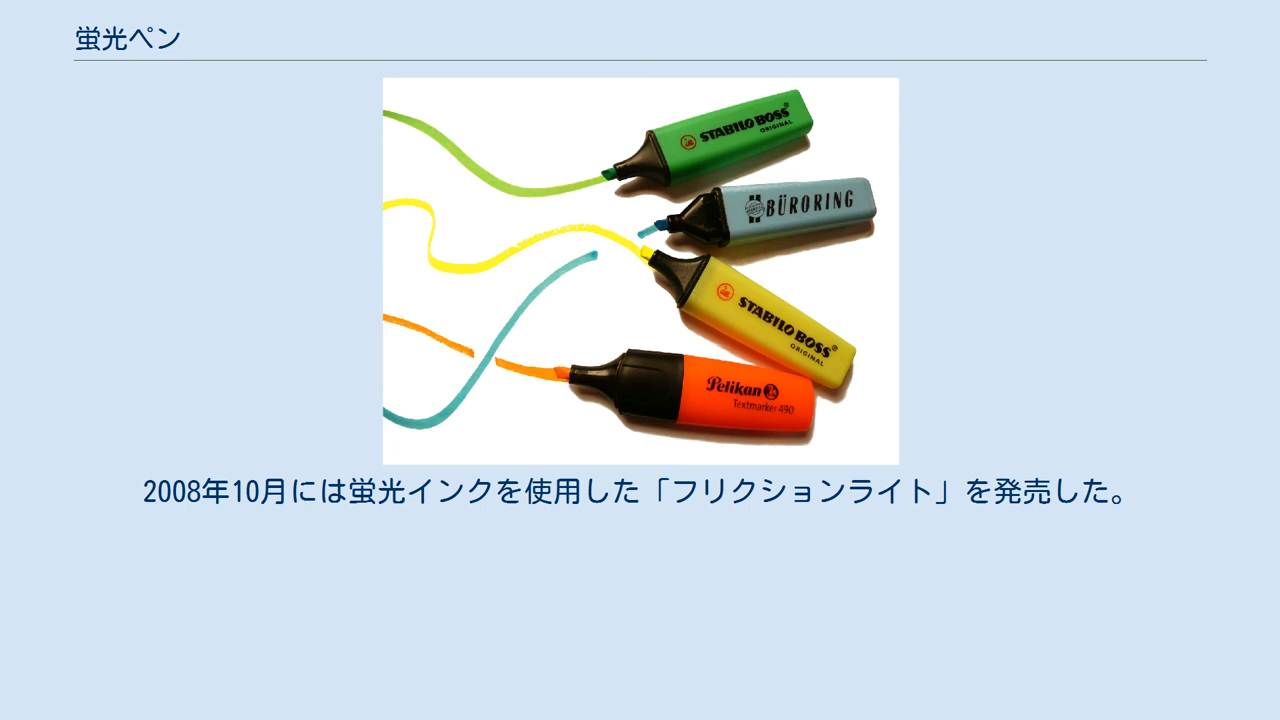 蛍光ペン
STABILO BOSS®
ORIGINAL
BÜRORING
STABILO BOSS®
ORIGINAL
Pelikan
Textmarker 490
2008年10月には蛍光インクを使用した「フリクションライト」を発売した。